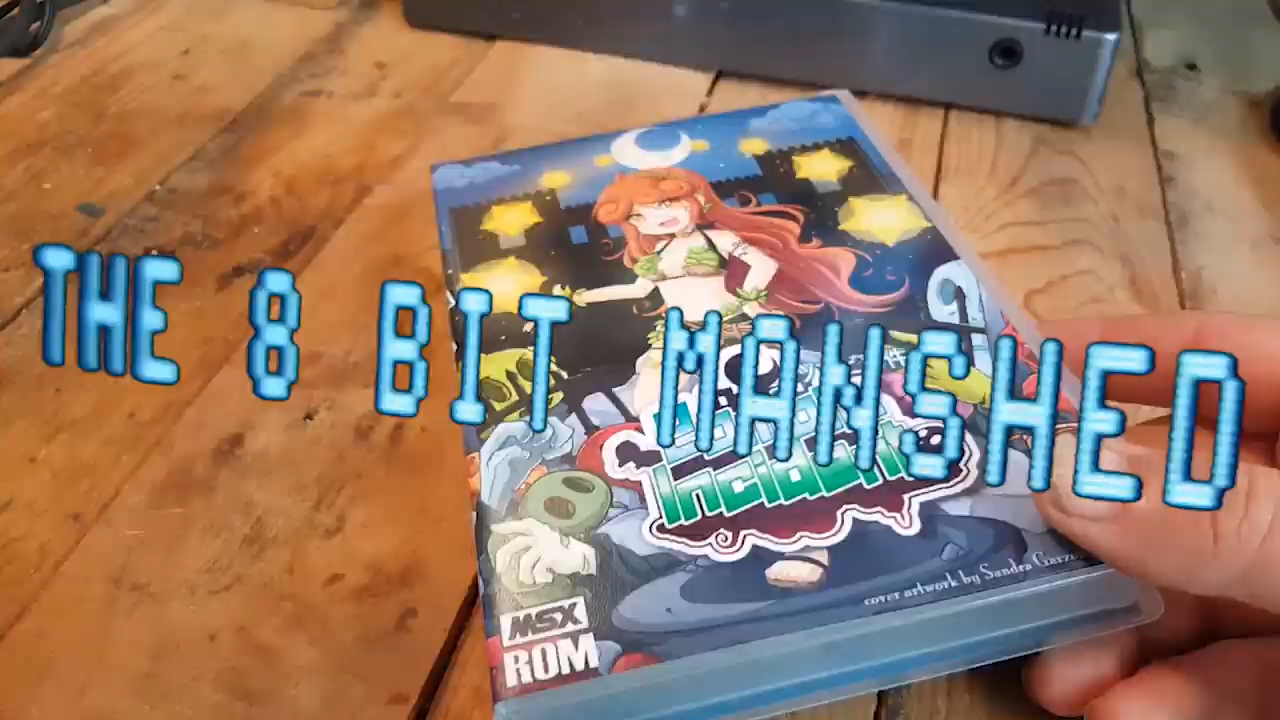 THE 8 BIT MANSHED
Incident
cover artwork by Sandra
MSX
ROM